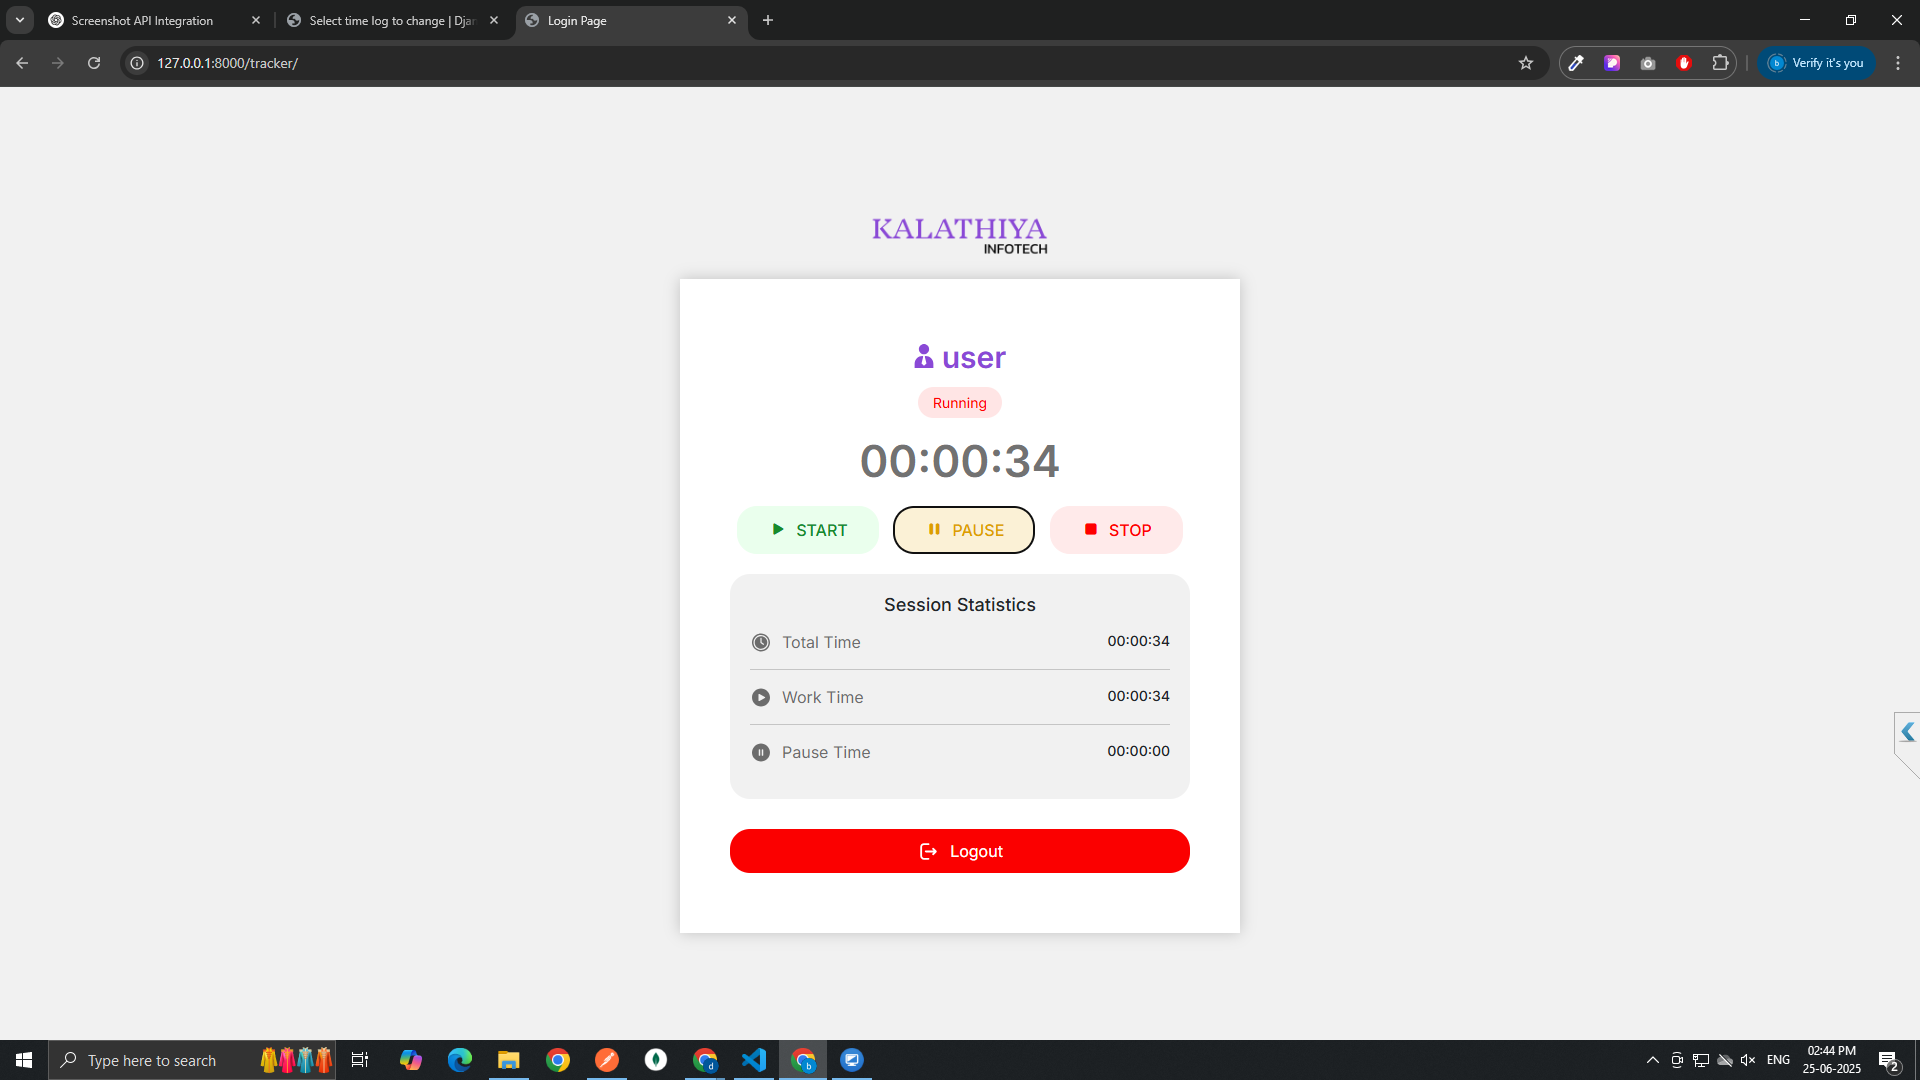 Screenshot API Integration
Select time log to change | Djan
Login Page
127.0.0.1:8000/tracker/
Verify it's you
KALATHIYA
INFOTECH
user
Running
00:00:34
START
PAUSE
STOP
Session Statistics
Total Time 00:00:34
Work Time 00:00:34
Pause Time 00:00:00
Logout
Type here to search
ENG
02:44 PM
25-06-2025
2